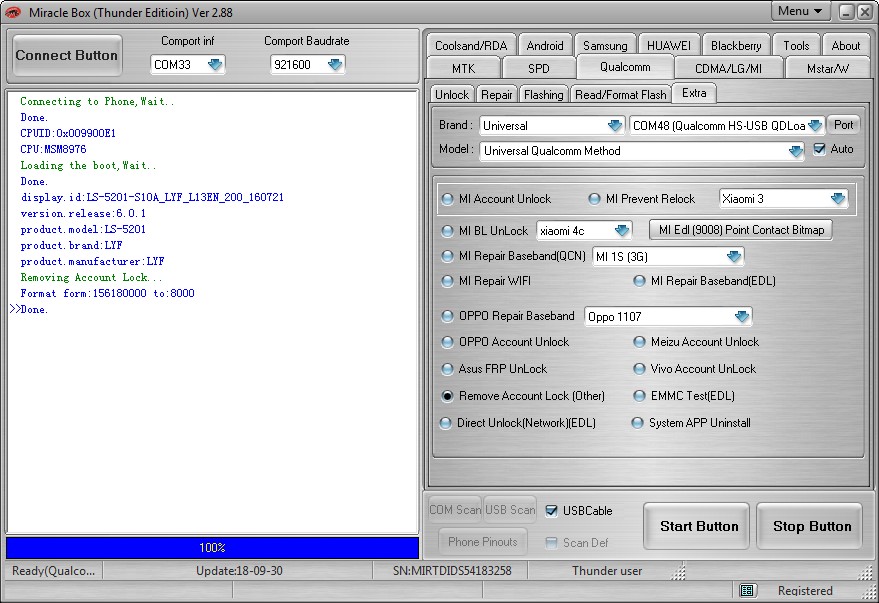 Miracle Box (Thunder Editioin) Ver 2.88
Menu
Connect Button
Comport inf
Comport Baudrate
COM33
921600
Connecting to Phone,Wait..
Done.
CPUID:0x009900E1
CPU:MSM8976
Loading the boot,Wait..
Done.
display.id:LS-5201-S10A_LYF_L13EN_200_160721
version.release:6.0.1
product.model:LS-5201
product.brand:LYF
product.manufacturer:LYF
Removing Account Lock...
Format form:156180000 to:8000
>>Done.
100%
Coolsand/RDA Android Samsung HUAWEI Blackberry Tools About
MTK SPD Qualcomm CDMA/LG/MI Mstar/W
Unlock Repair Flashing Read/Format Flash Extra
Brand : Universal COM48 (Qualcomm HS-USB QDLoa Port
Model : Universal Qualcomm Method Auto
MI Account Unlock MI Prevent Relock Xiaomi 3
MI BL UnLock xiaomi 4c MI Edl (9008) Point Contact Bitmap
MI Repair Baseband(QCN) MI 1S (3G)
MI Repair WIFI MI Repair Baseband(EDL)
OPPO Repair Baseband Oppo 1107
OPPO Account Unlock Meizu Account Unlock
Asus FRP UnLock Vivo Account UnLock
Remove Account Lock (Other) EMMC Test(EDL)
Direct Unlock(Network)(EDL) System APP Uninstall
COM Scan USB Scan USBCable
Phone Pinouts Scan Def
Start Button Stop Button
Ready(Qualco... Update:18-09-30 SN:MIRTDIDS54183258 Thunder user
Registered